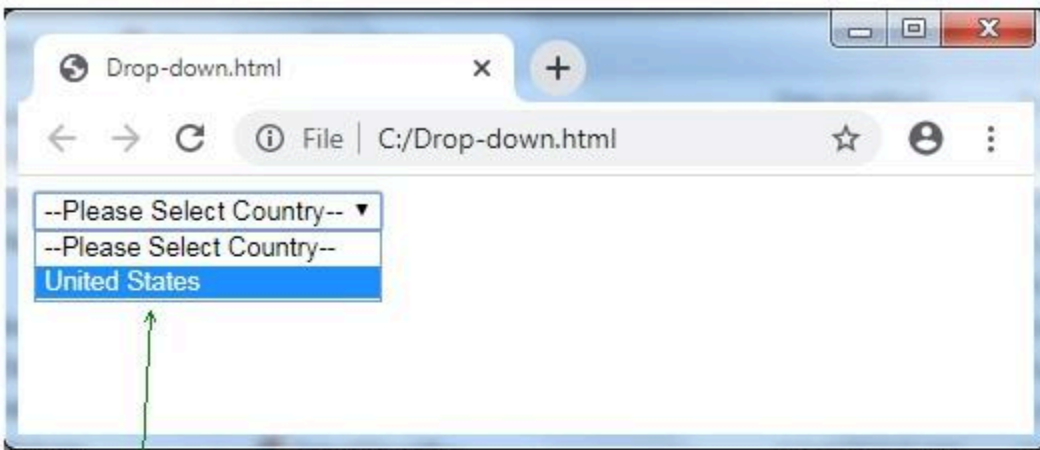 Drop-down.html
File | C:/Drop-down.html
--Please Select Country--
--Please Select Country--
United States